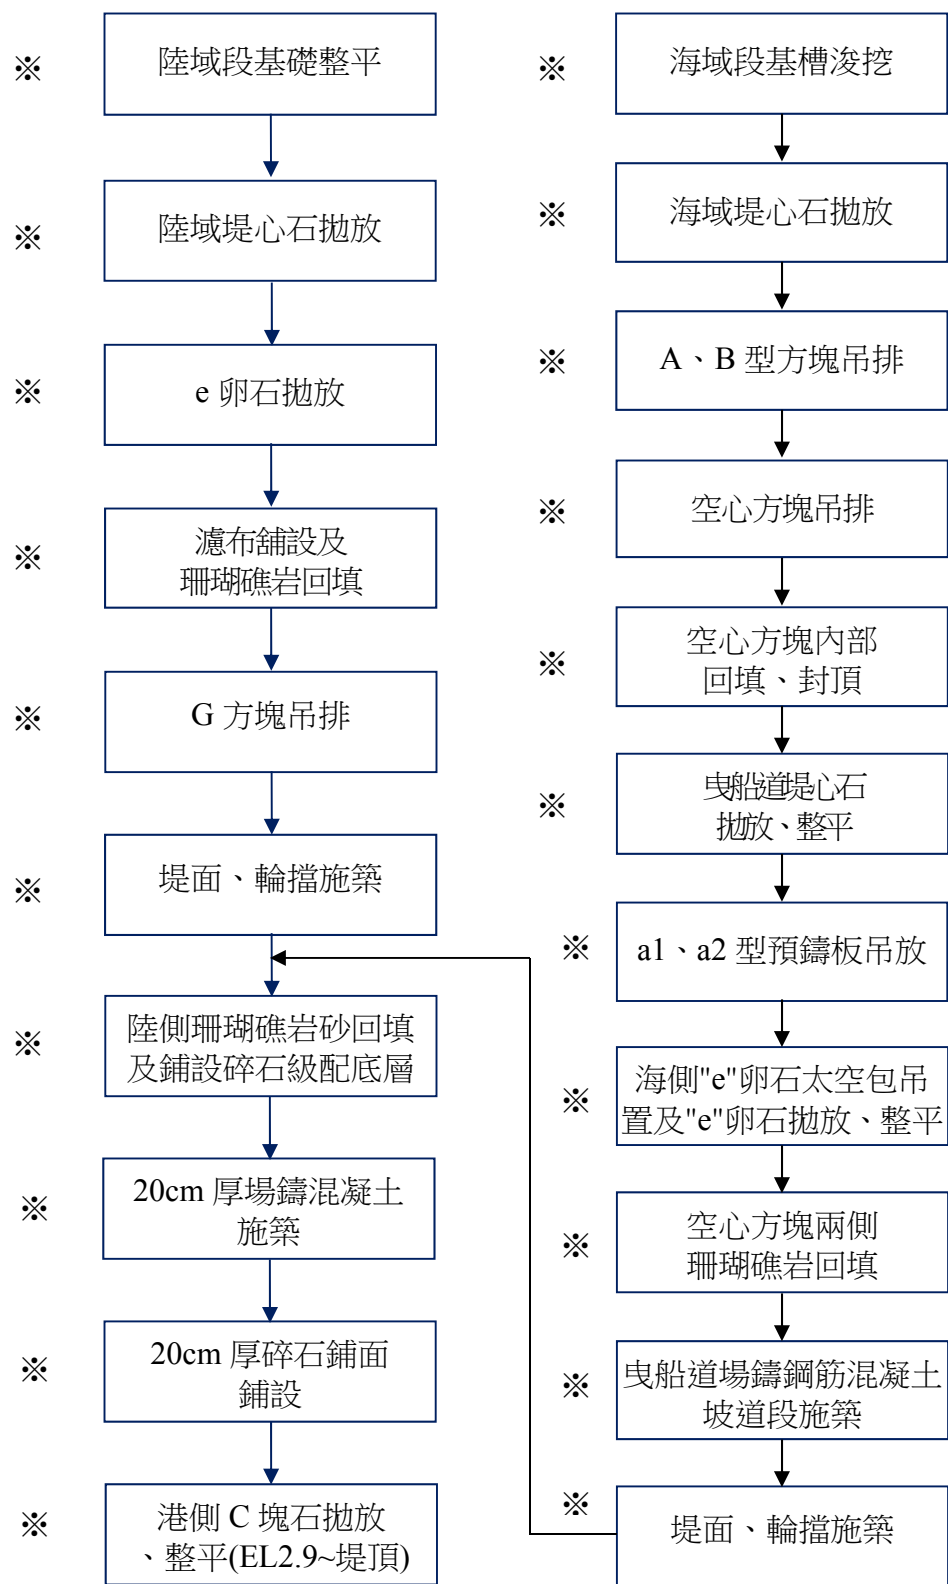 ※
陸域段基礎整平
※
陸域堤心石拋放
※
e 卵石拋放
※
濾布舖設及
珊瑚礁岩回填
※
G 方塊吊排
※
堤面、輪擋施築
※
陸側珊瑚礁岩砂回填
及鋪設碎石級配底層
※
20cm 厚場鑄混凝土
施築
※
20cm 厚碎石鋪面
鋪設
※
港側 C 塊石拋放
、整平(EL2.9~堤頂)
※
海域段基槽浚挖
※
海域堤心石拋放
※
A、B 型方塊吊排
※
空心方塊吊排
※
空心方塊內部
回填、封頂
※
曳船道堤心石
拋放、整平
※
a1、a2 型預鑄板吊放
※
海側"e"卵石太空包吊
置及"e"卵石拋放、整平
※
空心方塊兩側
珊瑚礁岩回填
※
曳船道場鑄鋼筋混凝土
坡道段施築
※
堤面、輪擋施築